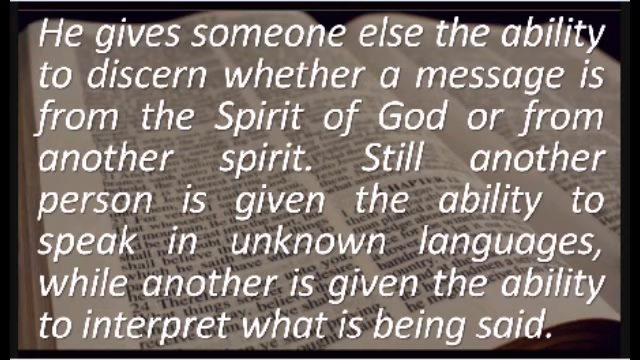 He gives someone else the ability
to discern whether a message is
from the Spirit of God or from
another spirit. Still another
person is given the ability to
speak in unknown languages,
while another is given the ability
to interpret what is being said.